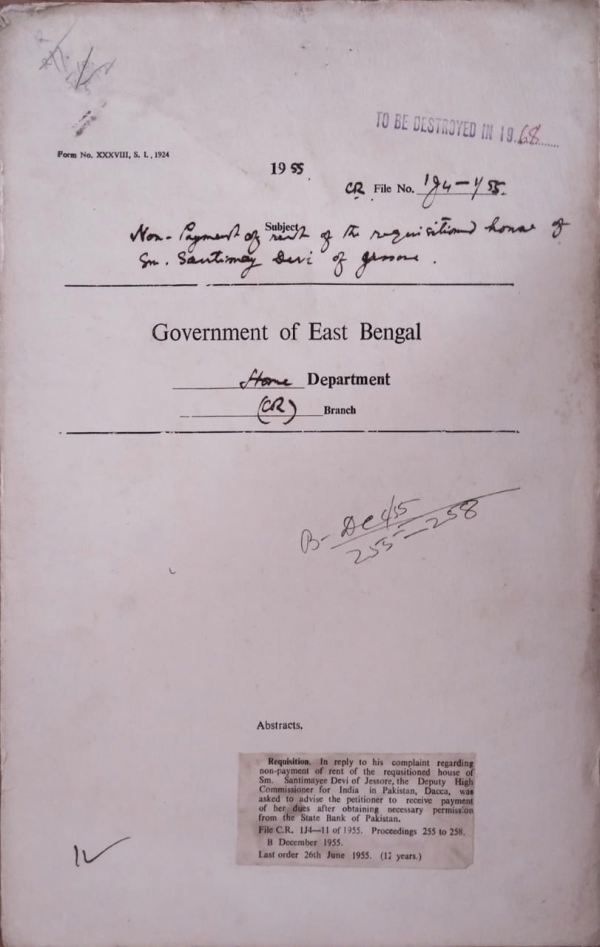 TO BE DESTROYED IN 1968
Form No. XXXVIII, S. I., 1924
1955
CR File No. 1J4-1/55
Subject
Non-Payment of rent of the requisitioned house of
Sm. Santimay Devi of Jessore.
Government of East Bengal
Home Department
(CR) Branch
B- Dec/55
255-258
Abstracts.
Requisition. In reply to his complaint regarding
non-payment of rent of the requsitioned house of
Sm. Santimayee Devi of Jessore, the Deputy High
Commissioner for India in Pakistan, Dacca, was
asked to advise the petitioner to receive payment
of her dues after obtaining necessary permission
from the State Bank of Pakistan.
File C.R. 1J4—11 of 1955. Proceedings 255 to 258.
B December 1955.
Last order 26th June 1955. (12 years.)